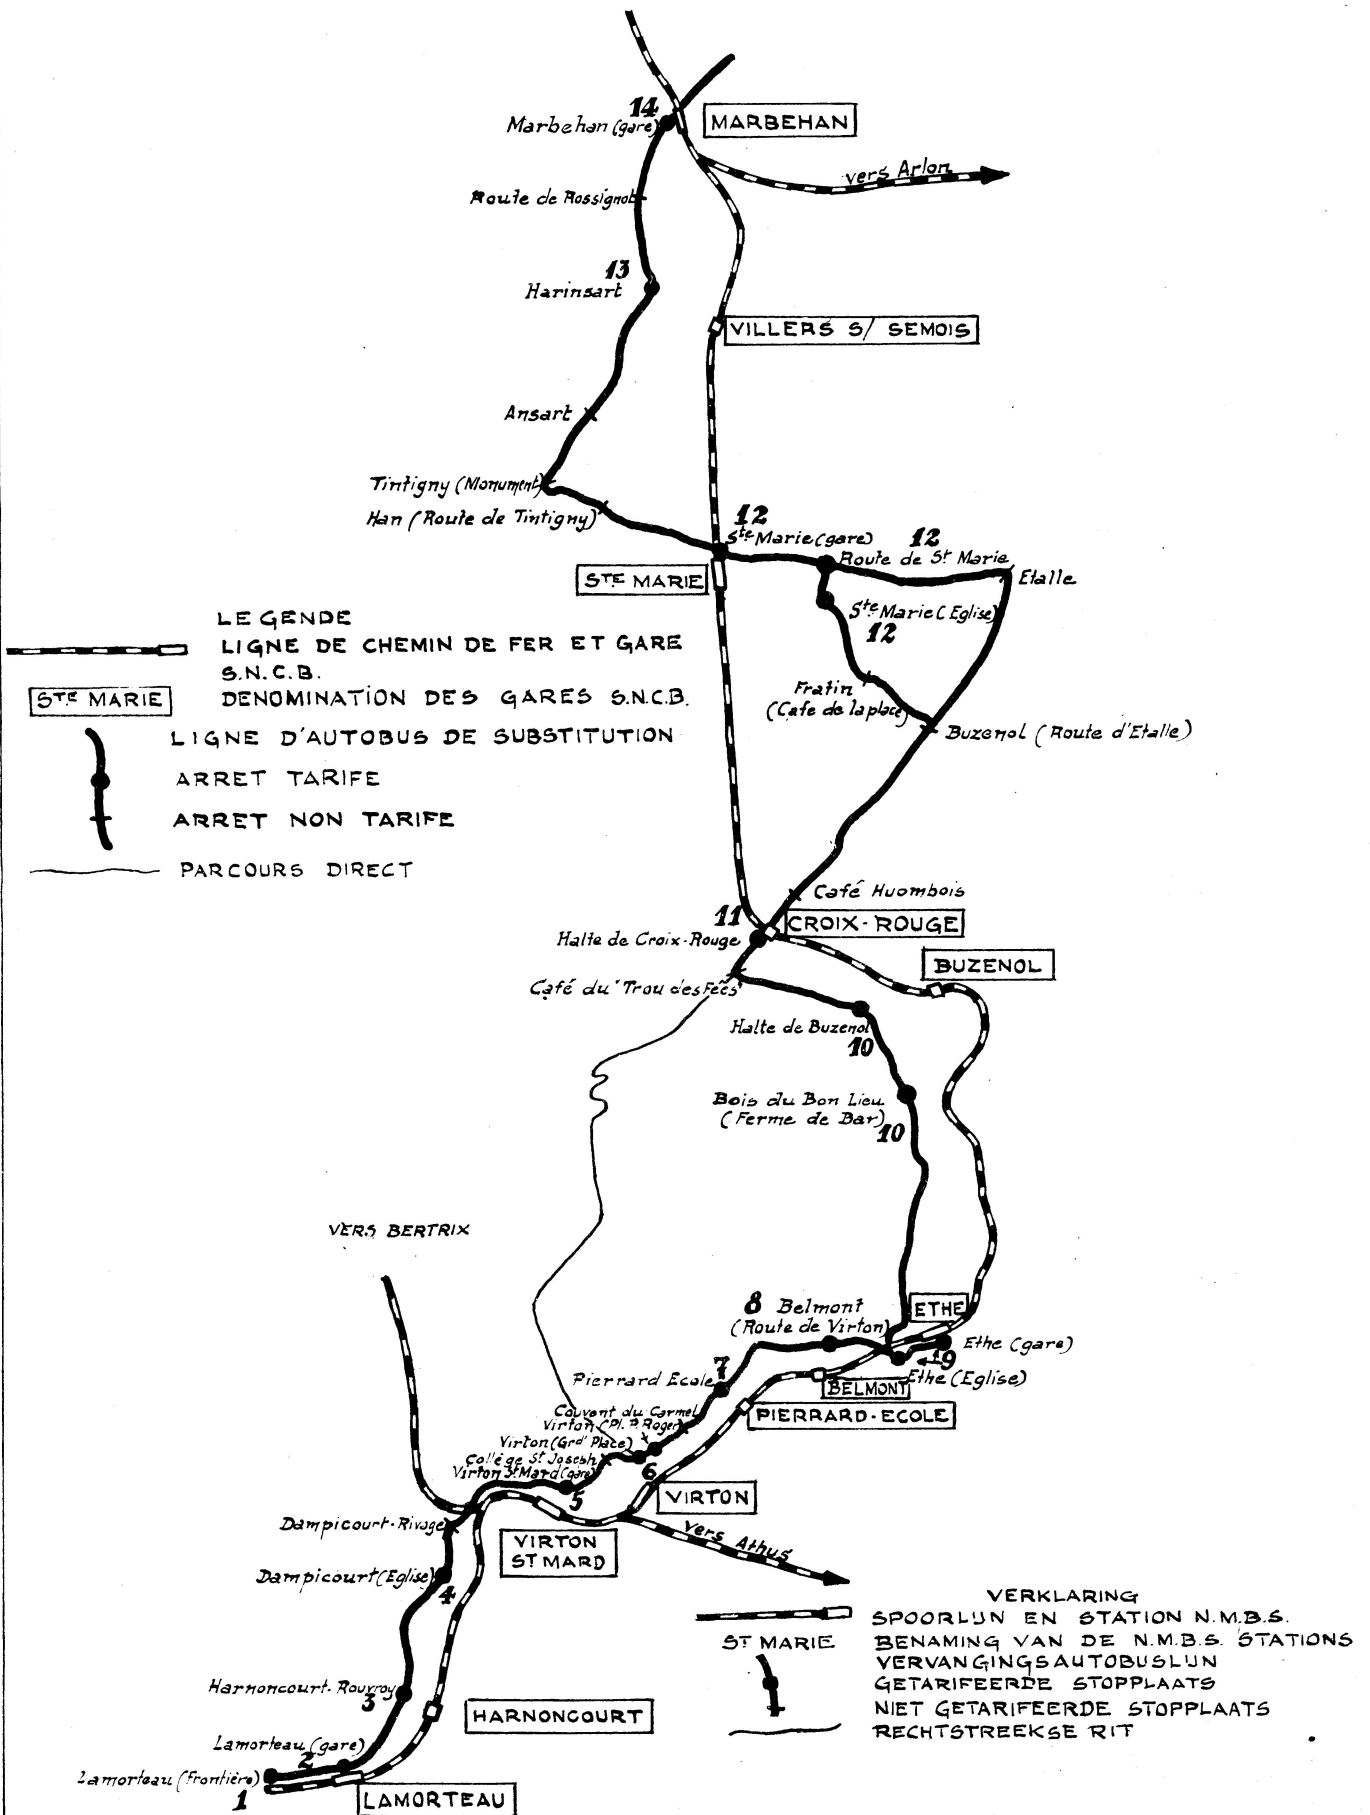 14
Marbehan (gare)
MARBEHAN
vers Arlon
Route de Rossignol
13
Harinsart
VILLERS S/ SEMOIS
Ansart
Tintigny (Monument)
Han (Route de Tintigny)
12
Ste Marie (gare)
12
Route de St Marie
Etalle
STE MARIE
Ste Marie (Eglise)
12
LEGENDE
LIGNE DE CHEMIN DE FER ET GARE
S.N.C.B.
STE MARIE
DENOMINATION DES GARES S.N.C.B.
LIGNE D'AUTOBUS DE SUBSTITUTION
ARRET TARIFE
ARRET NON TARIFE
PARCOURS DIRECT
Fratin
(Cafe de la place)
Buzenol (Route d'Etalle)
Café Huombois
11
CROIX-ROUGE
Halte de Croix-Rouge
BUZENOL
Café du "Trou des Fées"
Halte de Buzenol
10
Bois du Bon Lieu
(Ferme de Bar)
10
VERS BERTRIX
8 Belmont
(Route de Virton)
ETHE
Ethe (gare)
9
Ethe (Eglise)
7
Pierrard Ecole
BELMONT
PIERRARD-ECOLE
Couvent du Carmel
Virton (Pl. P. Roger)
Virton (Grd' Place)
Collège St Joseph
Virton St Mard (gare)
6
5
VIRTON
Dampicourt-Rivage
VIRTON
ST MARD
vers Athus
Dampicourt (Eglise)
4
Harnoncourt-Rouvroy
3
HARNONCOURT
Lamorteau (gare)
2
Lamorteau (Frontière)
1
LAMORTEAU
VERKLARING
SPOORLIJN EN STATION N.M.B.S.
ST MARIE
BENAMING VAN DE N.M.B.S. STATIONS
VERVANGINGSAUTOBUSLIJN
GETARIFEERDE STOPPLAATS
NIET GETARIFEERDE STOPPLAATS
RECHTSTREEKSE RIT